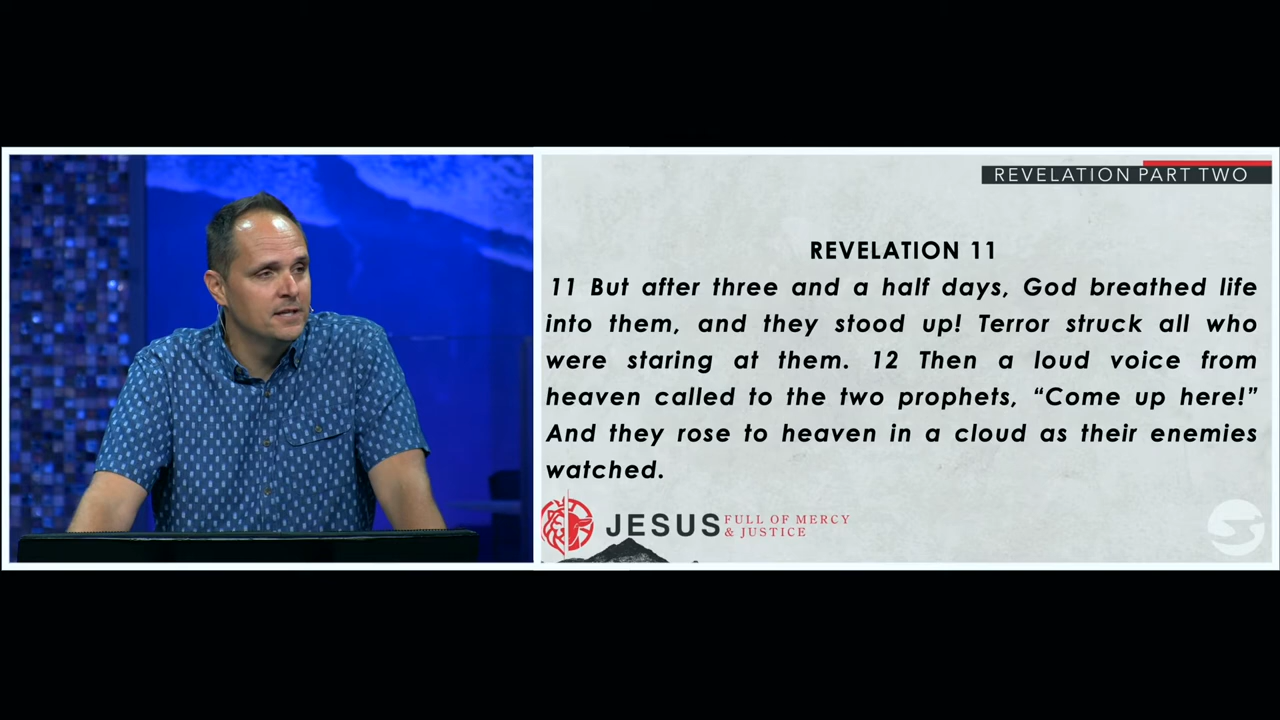 REVELATION PART TWO
REVELATION 11
11 But after three and a half days, God breathed life
into them, and they stood up! Terror struck all who
were staring at them. 12 Then a loud voice from
heaven called to the two prophets, “Come up here!”
And they rose to heaven in a cloud as their enemies
watched.
JESUS
FULL OF MERCY
& JUSTICE